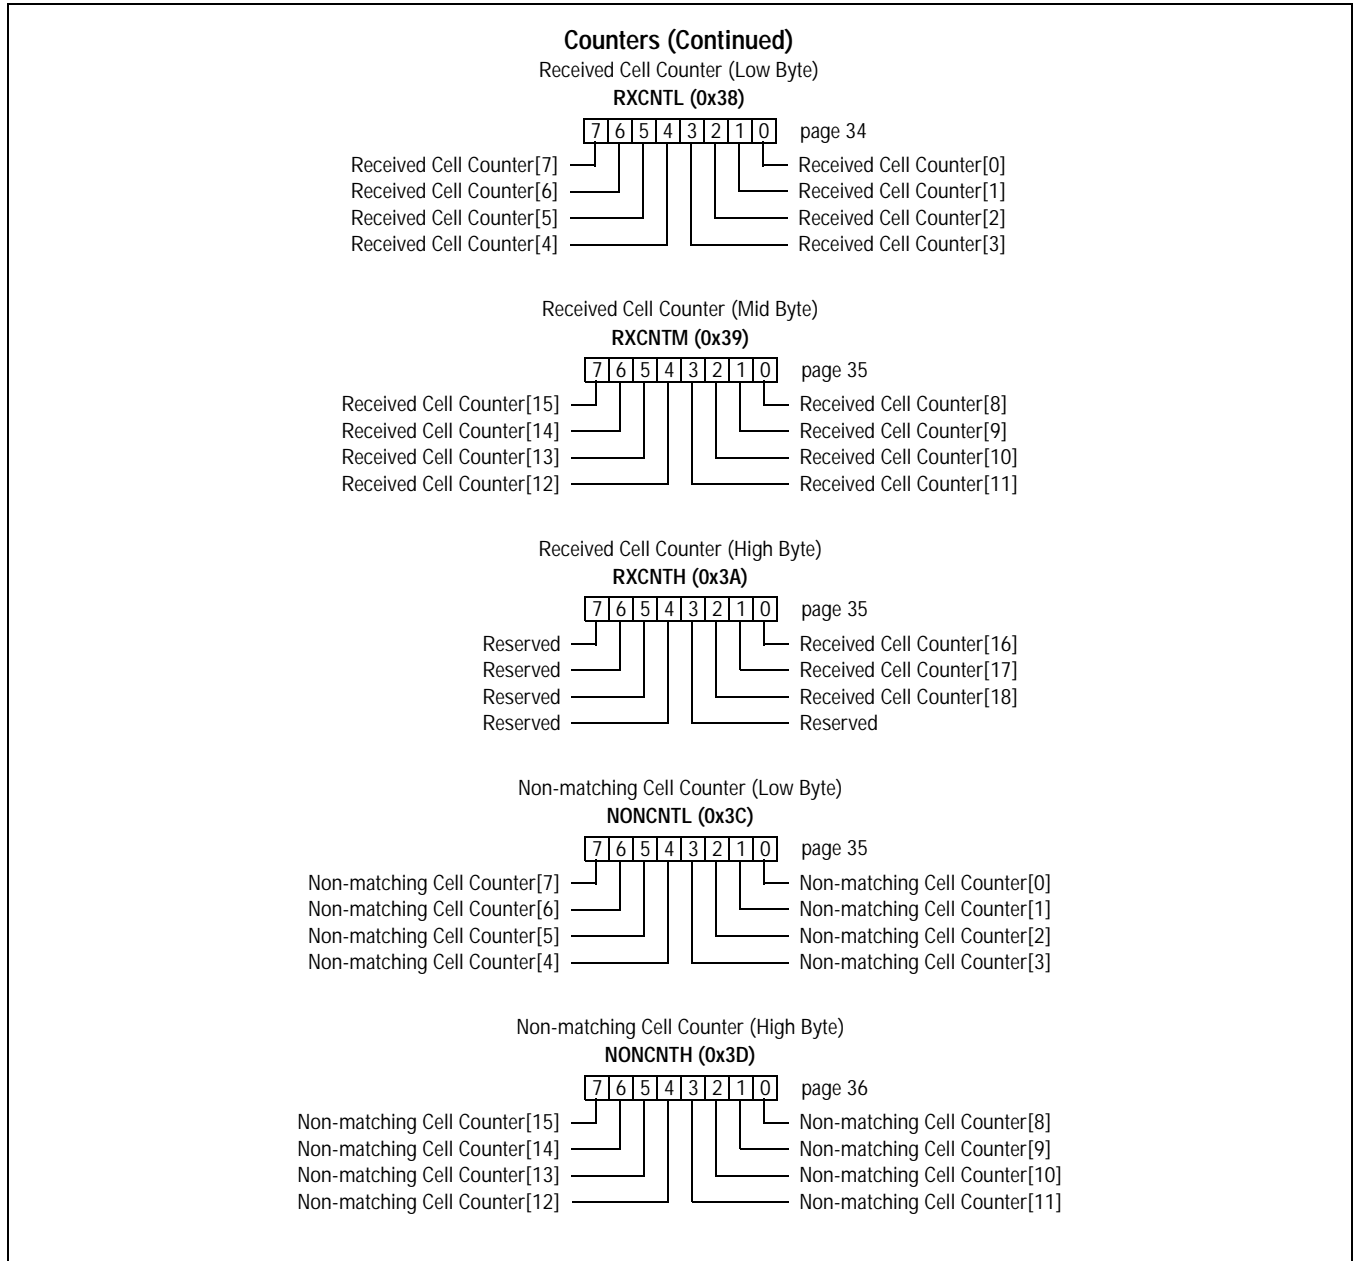 Counters (Continued)
Received Cell Counter (Low Byte)
RXCNTL (0x38)
7 6 5 4 3 2 1 0 page 34
Received Cell Counter[7] Received Cell Counter[0]
Received Cell Counter[6] Received Cell Counter[1]
Received Cell Counter[5] Received Cell Counter[2]
Received Cell Counter[4] Received Cell Counter[3]
Received Cell Counter (Mid Byte)
RXCNTM (0x39)
7 6 5 4 3 2 1 0 page 35
Received Cell Counter[15] Received Cell Counter[8]
Received Cell Counter[14] Received Cell Counter[9]
Received Cell Counter[13] Received Cell Counter[10]
Received Cell Counter[12] Received Cell Counter[11]
Received Cell Counter (High Byte)
RXCNTH (0x3A)
7 6 5 4 3 2 1 0 page 35
Reserved Received Cell Counter[16]
Reserved Received Cell Counter[17]
Reserved Received Cell Counter[18]
Reserved Reserved
Non-matching Cell Counter (Low Byte)
NONCNTL (0x3C)
7 6 5 4 3 2 1 0 page 35
Non-matching Cell Counter[7] Non-matching Cell Counter[0]
Non-matching Cell Counter[6] Non-matching Cell Counter[1]
Non-matching Cell Counter[5] Non-matching Cell Counter[2]
Non-matching Cell Counter[4] Non-matching Cell Counter[3]
Non-matching Cell Counter (High Byte)
NONCNTH (0x3D)
7 6 5 4 3 2 1 0 page 36
Non-matching Cell Counter[15] Non-matching Cell Counter[8]
Non-matching Cell Counter[14] Non-matching Cell Counter[9]
Non-matching Cell Counter[13] Non-matching Cell Counter[10]
Non-matching Cell Counter[12] Non-matching Cell Counter[11]